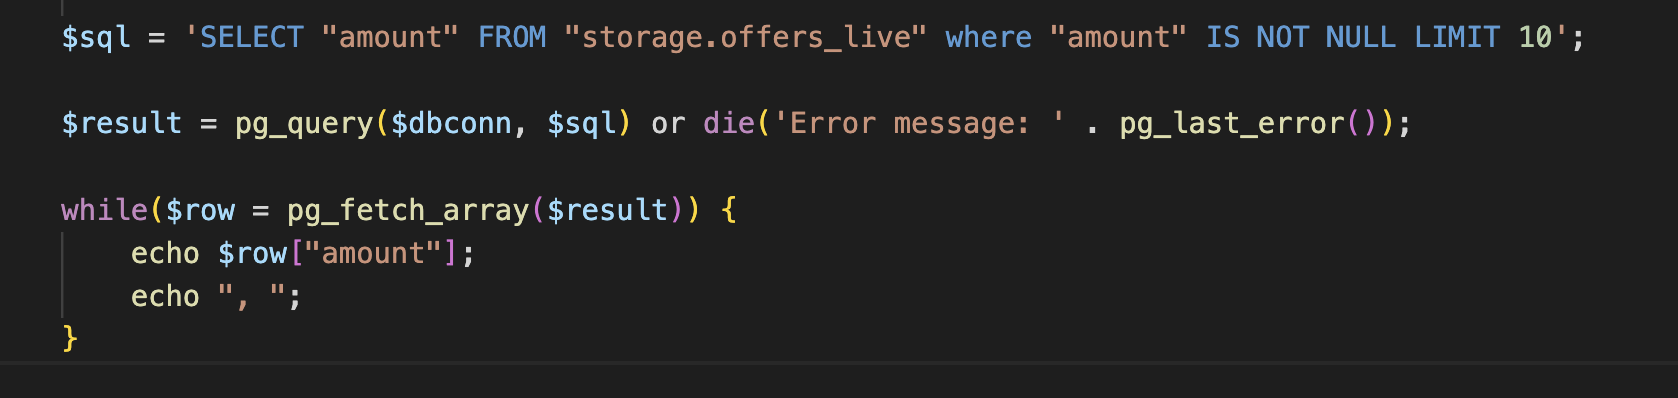 $sql = 'SELECT "amount" FROM "storage.offers_live" where "amount" IS NOT NULL LIMIT 10';
$result = pg_query($dbconn, $sql) or die('Error message: ' . pg_last_error());
while($row = pg_fetch_array($result)) {
echo $row["amount"];
echo ", ";
}